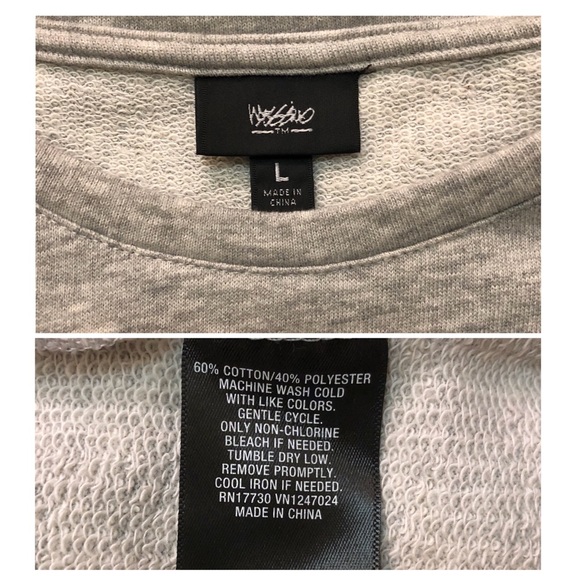 Mossimo
TM
L
MADE IN
CHINA
60% COTTON/40% POLYESTER
MACHINE WASH COLD
WITH LIKE COLORS.
GENTLE CYCLE.
ONLY NON-CHLORINE
BLEACH IF NEEDED.
TUMBLE DRY LOW.
REMOVE PROMPTLY.
COOL IRON IF NEEDED.
RN17730 VN1247024
MADE IN CHINA